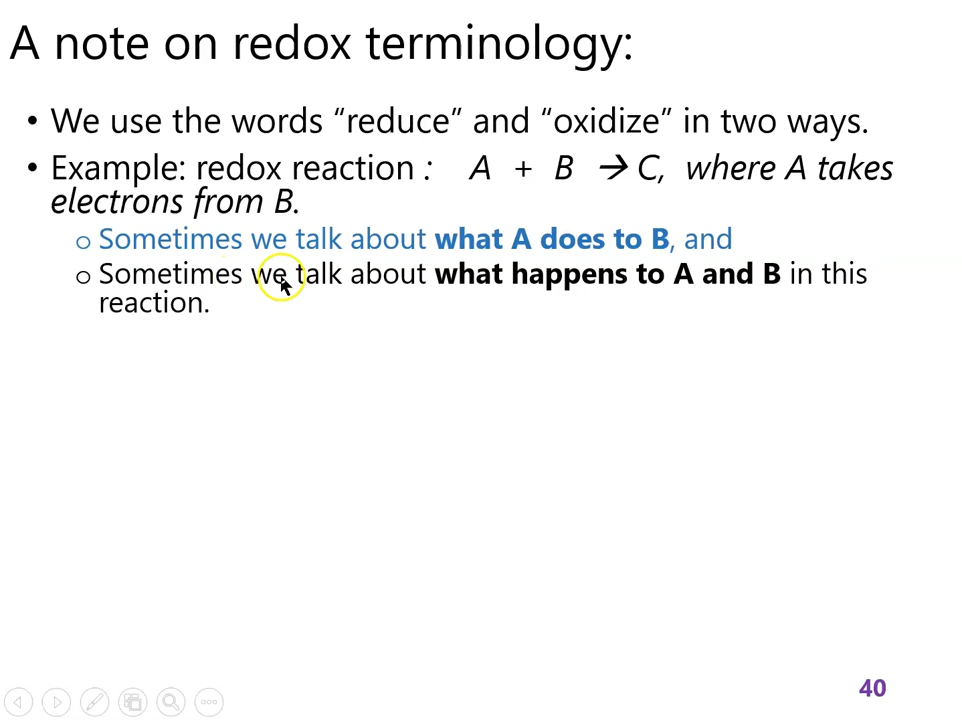 A note on redox terminology:
• We use the words “reduce” and “oxidize” in two ways.
• Example: redox reaction : A + B → C, where A takes
electrons from B.
o Sometimes we talk about what A does to B, and
o Sometimes we talk about what happens to A and B in this
reaction.
40